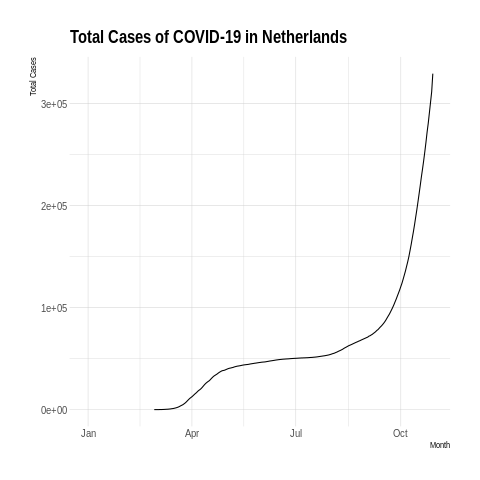 Total Cases of COVID-19 in Netherlands
Total Cases
3e+05
2e+05
1e+05
0e+00
Jan Apr Jul Oct
Month